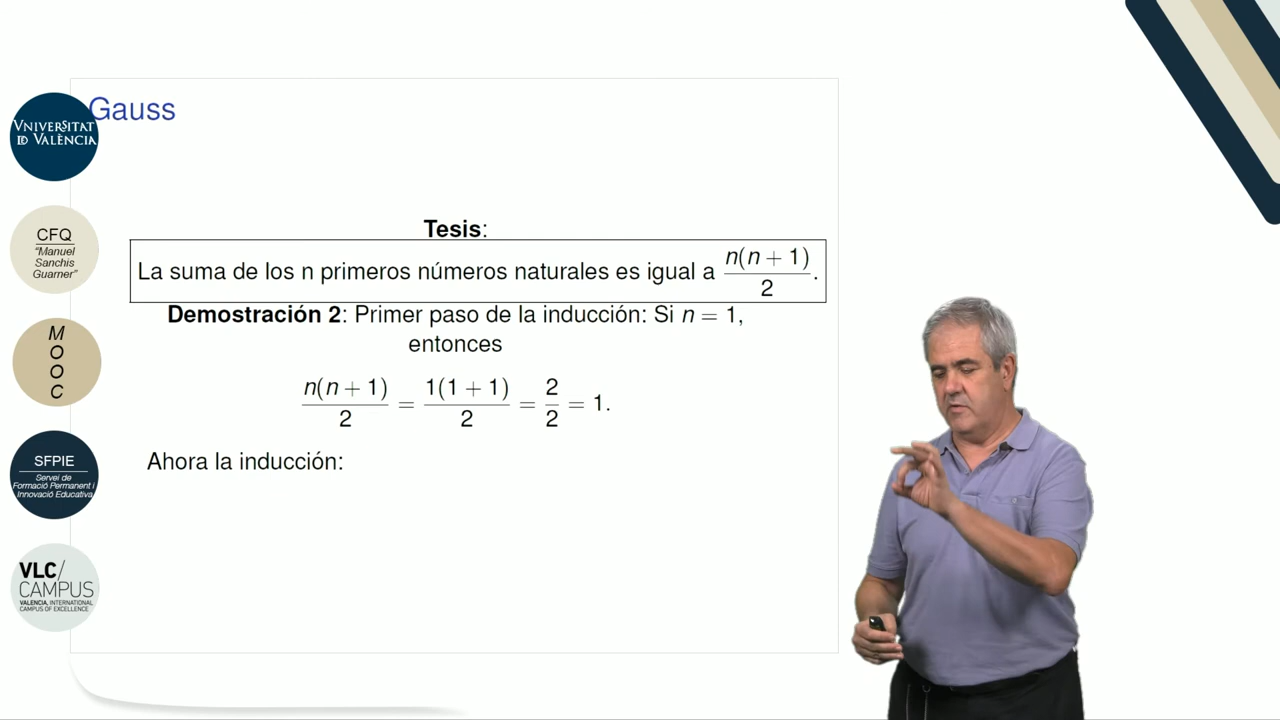 Gauss
VNIVERSITAT
ID VALÈNCIA
CFQ
“Manuel
Sanchis
Guarner”
M
O
O
C
SFPIE
Servei de
Formació Permanent i
Innovació Educativa
VLC/
CAMPUS
VALENCIA, INTERNATIONAL
CAMPUS OF EXCELLENCE
Tesis:
La suma de los n primeros números naturales es igual a n(n + 1)/2.
Demostración 2: Primer paso de la inducción: Si n = 1,
entonces
n(n + 1)/2 = 1(1 + 1)/2 = 2/2 = 1.
Ahora la inducción: